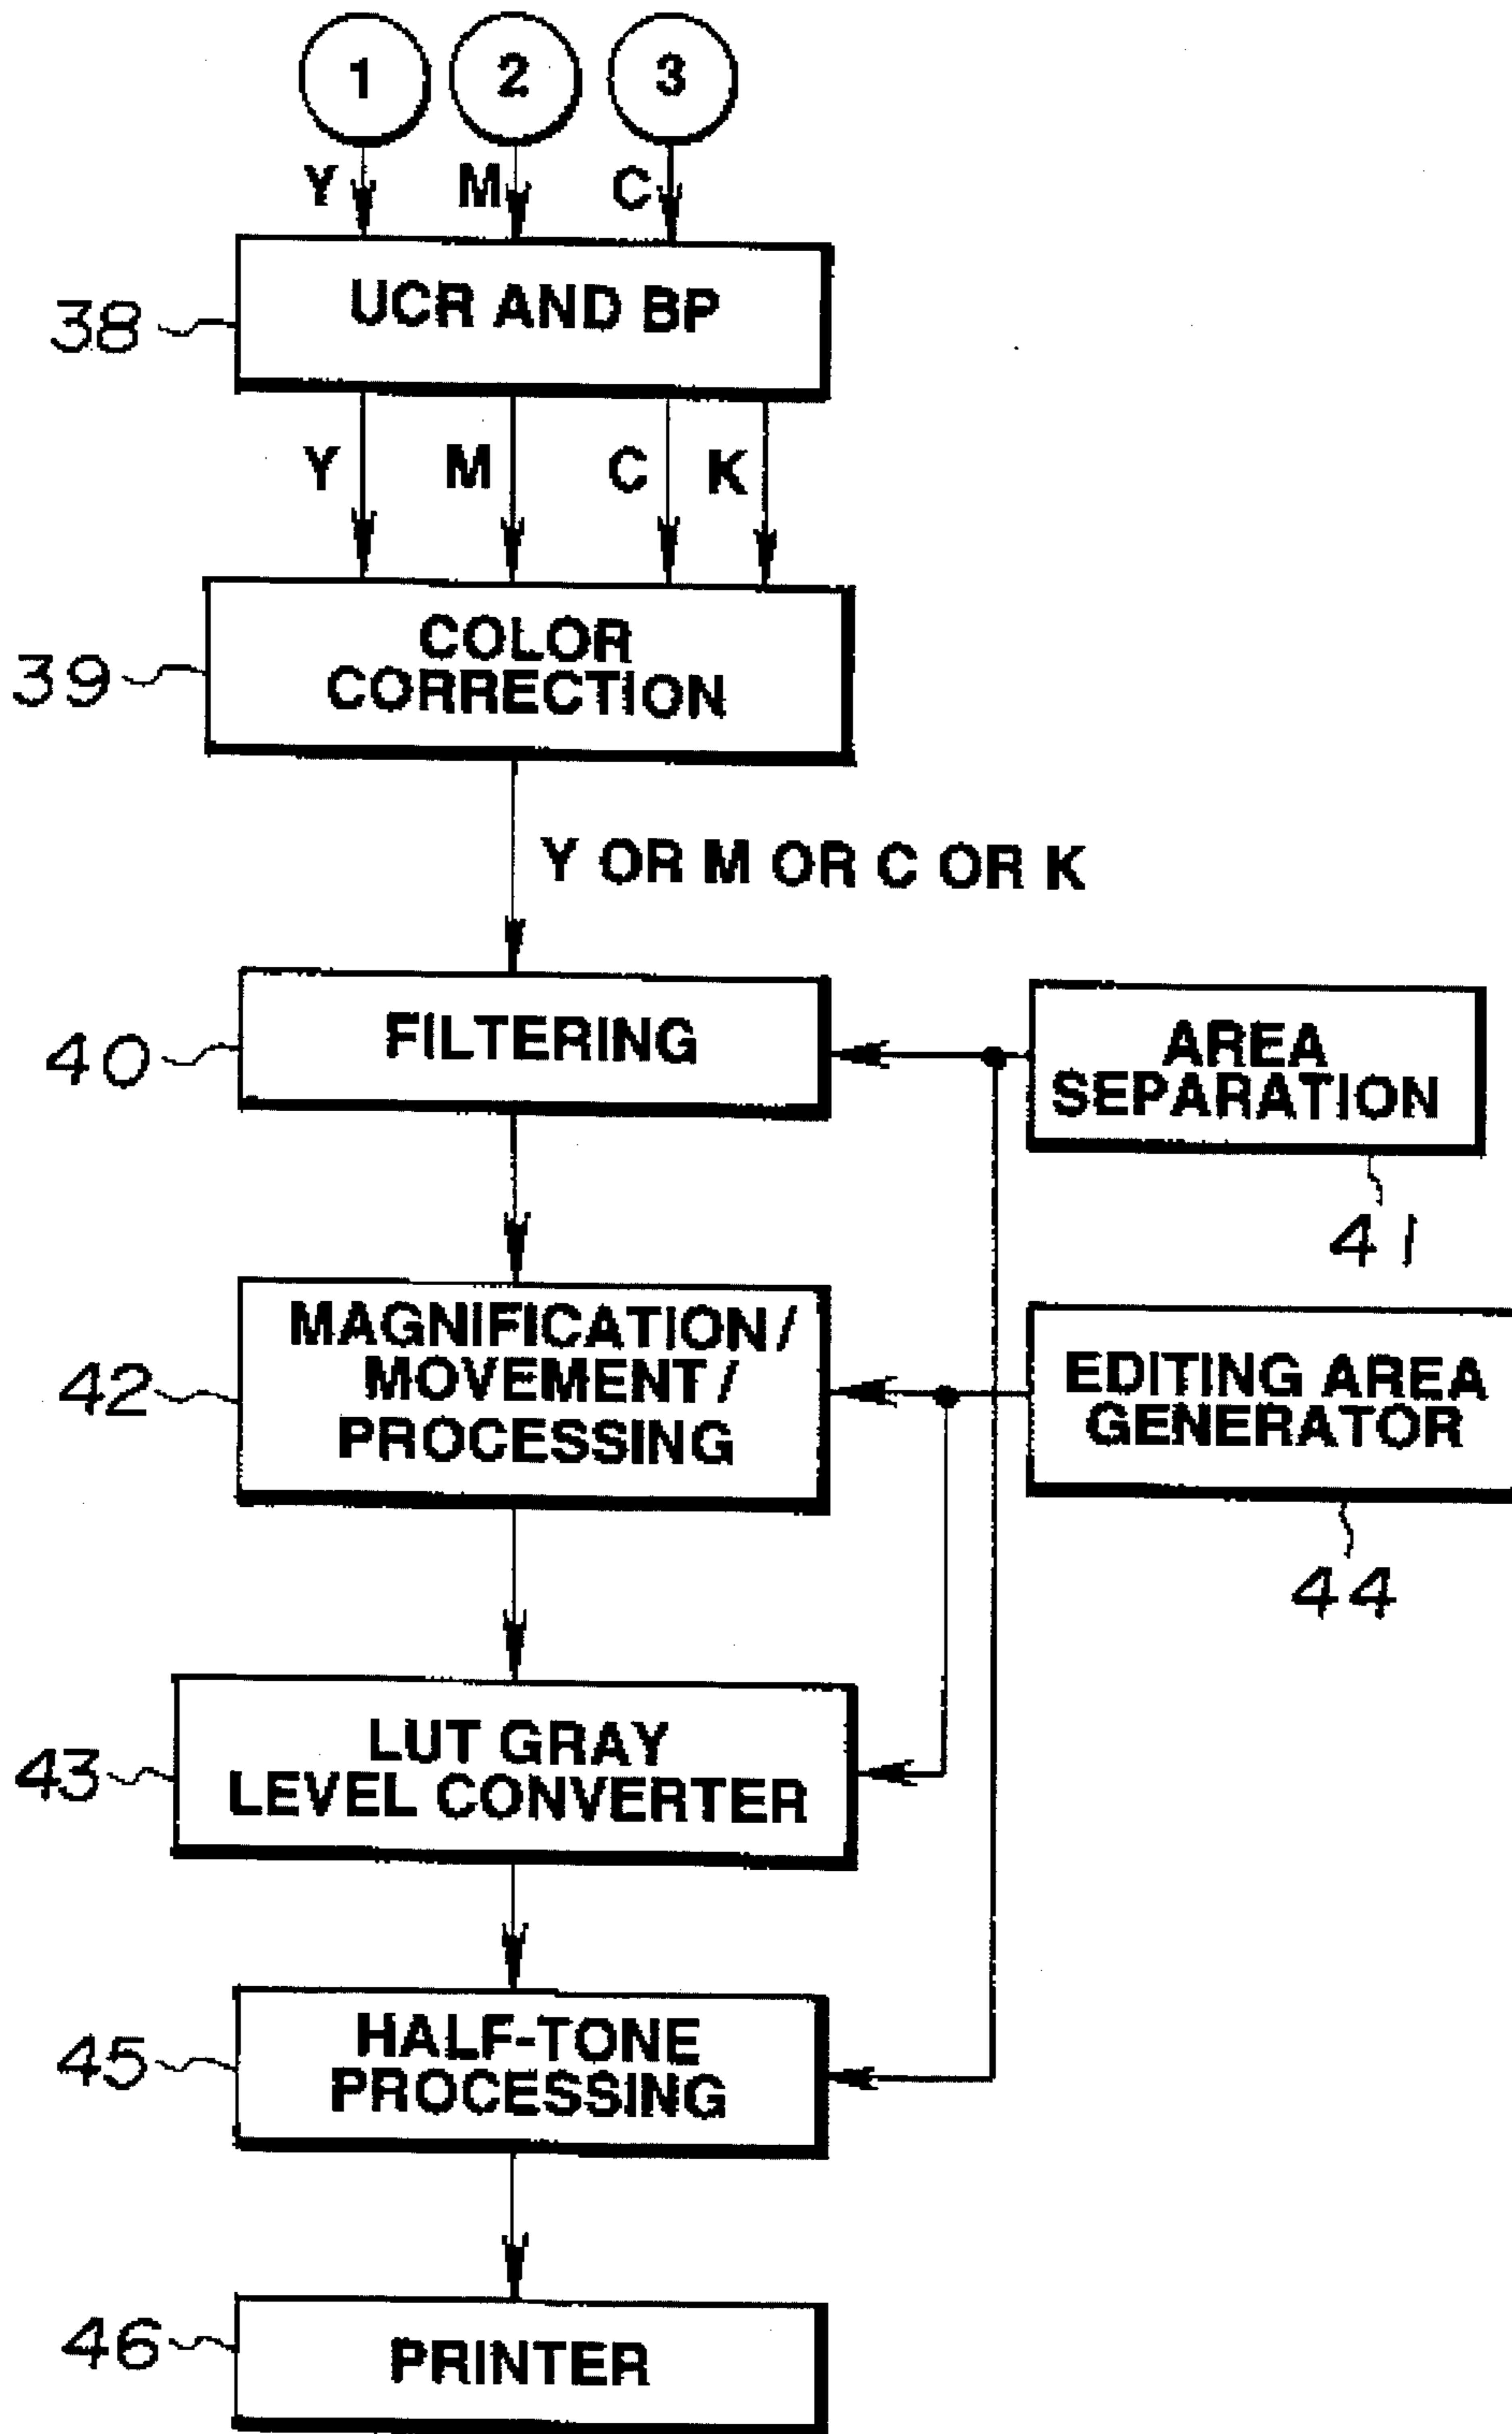 1 2 3
Y M C
UCR AND BP
38
Y M C K
COLOR
CORRECTION
39
Y OR M OR C OR K
FILTERING
40
AREA
SEPARATION
41
MAGNIFICATION/
MOVEMENT/
PROCESSING
42
EDITING AREA
GENERATOR
44
LUT GRAY
LEVEL CONVERTER
43
HALF-TONE
PROCESSING
45
PRINTER
46